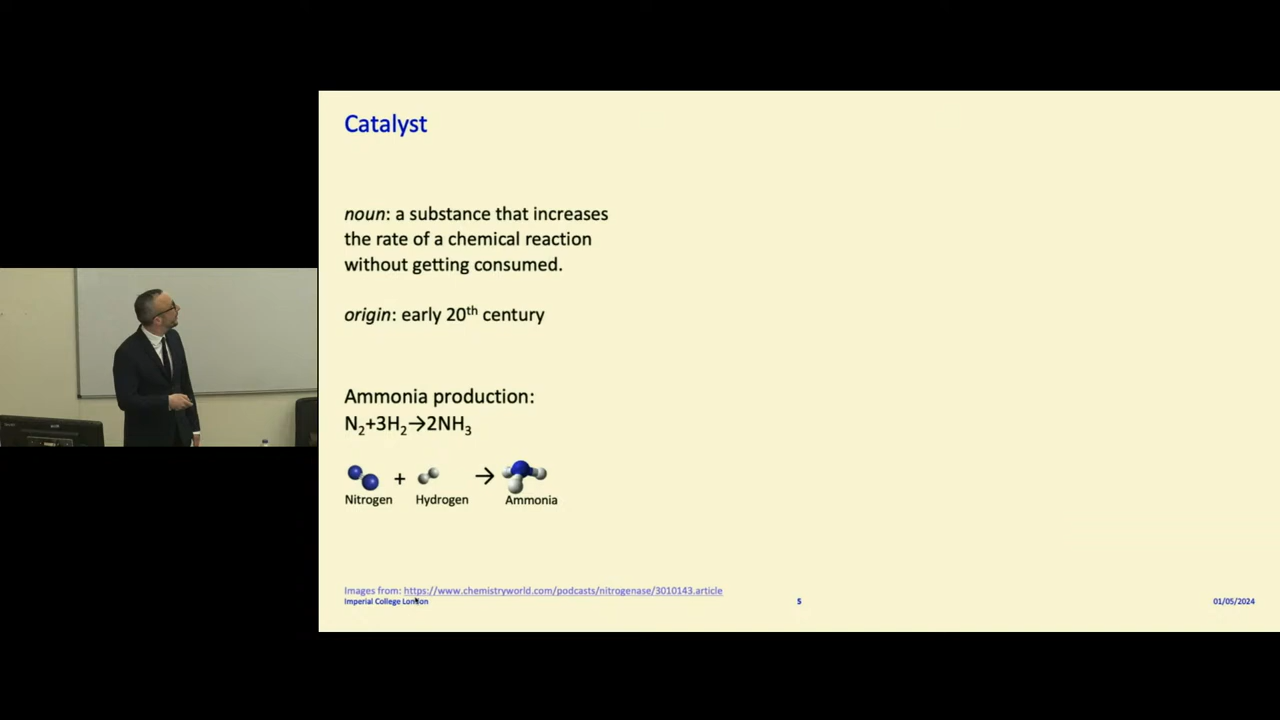 Catalyst
noun: a substance that increases
the rate of a chemical reaction
without getting consumed.
origin: early 20th century
Ammonia production:
N₂+3H₂→2NH₃
+ →
Nitrogen Hydrogen Ammonia
Images from: https://www.chemistryworld.com/podcasts/nitrogenase/3010143.article
Imperial College London 5 01/05/2024